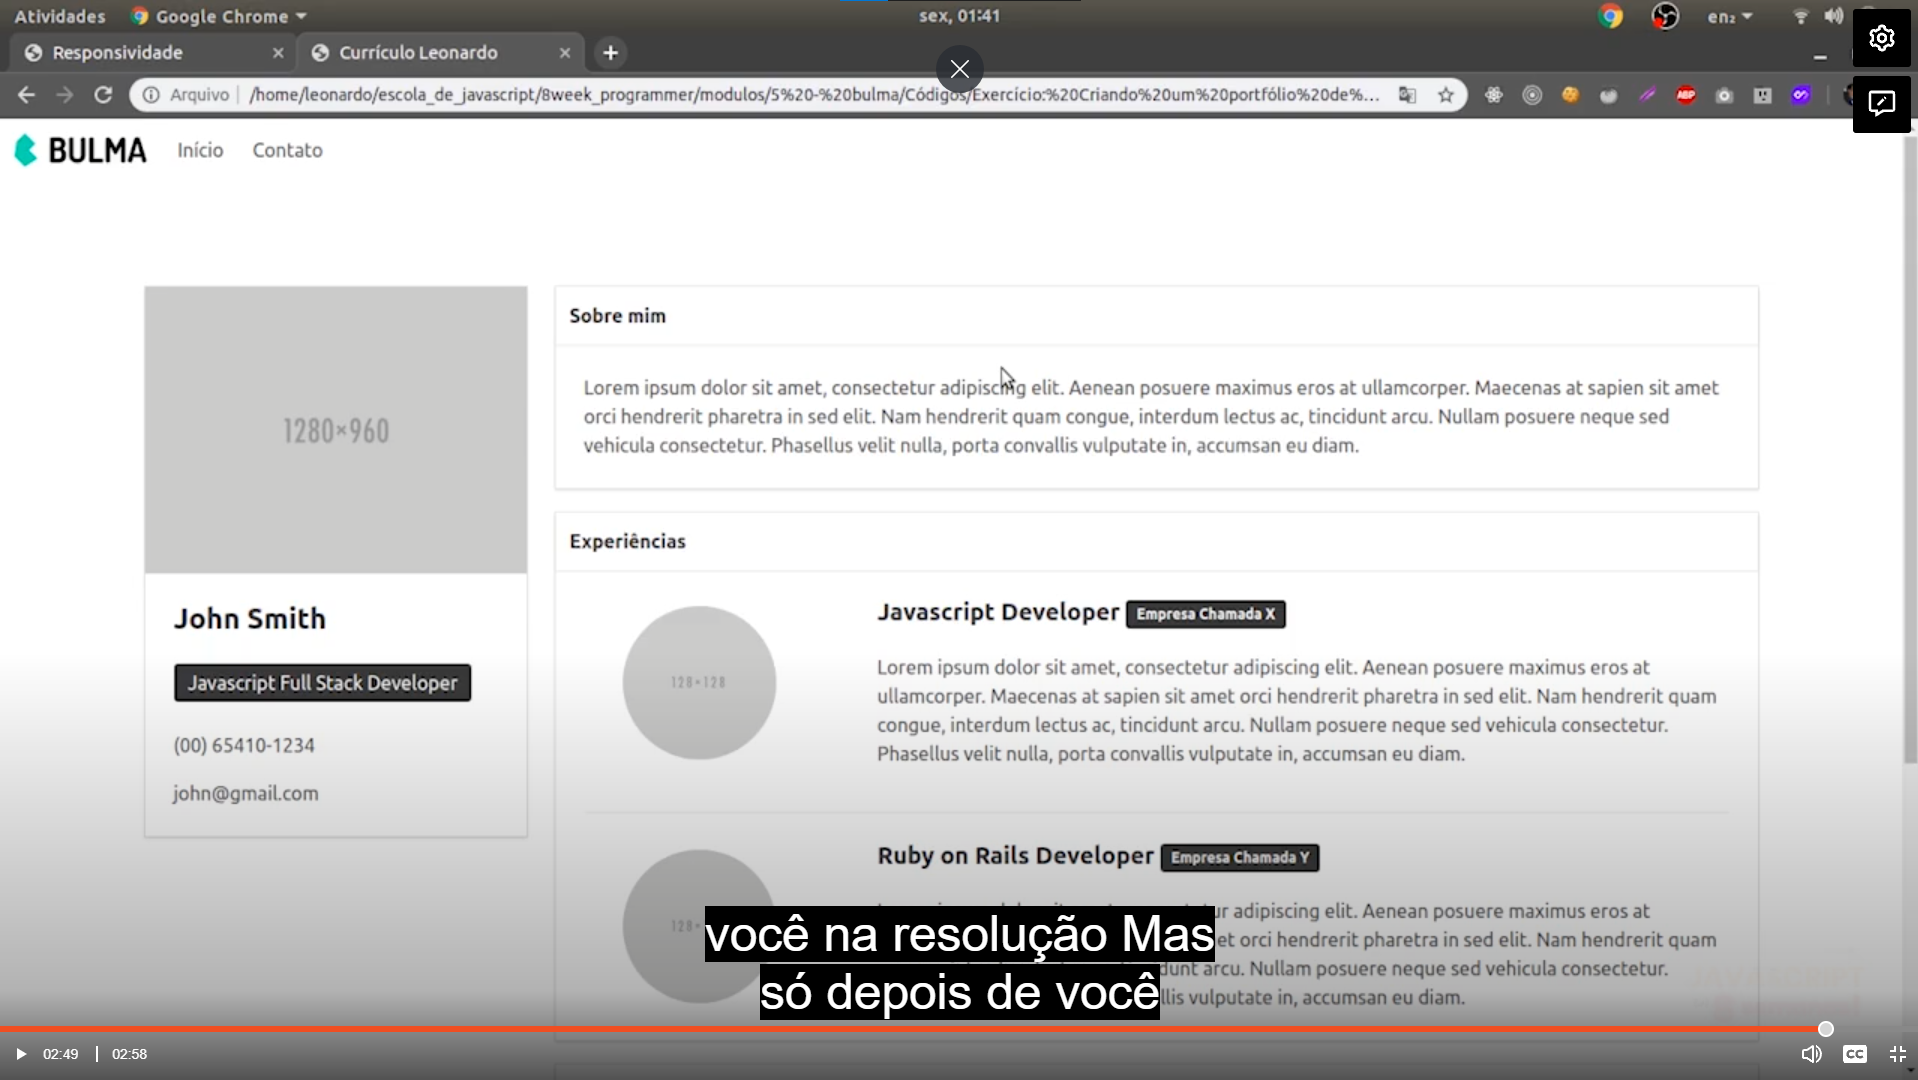 Atividades
Google Chrome
sex, 01:41
en₂
Responsividade
Currículo Leonardo
Arquivo
/home/leonardo/escola_de_javascript/8week_programmer/modulos/5%20-%20bulma/Códigos/Exercício:%20Criando%20um%20portfólio%20de%...
ABP
BULMA
Início
Contato
1280×960
John Smith
Javascript Full Stack Developer
(00) 65410-1234
john@gmail.com
Sobre mim
Lorem ipsum dolor sit amet, consectetur adipiscing elit. Aenean posuere maximus eros at ullamcorper. Maecenas at sapien sit amet
orci hendrerit pharetra in sed elit. Nam hendrerit quam congue, interdum lectus ac, tincidunt arcu. Nullam posuere neque sed
vehicula consectetur. Phasellus velit nulla, porta convallis vulputate in, accumsan eu diam.
Experiências
128×128
Javascript Developer Empresa Chamada X
Lorem ipsum dolor sit amet, consectetur adipiscing elit. Aenean posuere maximus eros at
ullamcorper. Maecenas at sapien sit amet orci hendrerit pharetra in sed elit. Nam hendrerit quam
congue, interdum lectus ac, tincidunt arcu. Nullam posuere neque sed vehicula consectetur.
Phasellus velit nulla, porta convallis vulputate in, accumsan eu diam.
Ruby on Rails Developer Empresa Chamada Y
adipiscing elit. Aenean posuere maximus eros at
et orci hendrerit pharetra in sed elit. Nam hendrerit quam
dunt arcu. Nullam posuere neque sed vehicula consectetur.
llis vulputate in, accumsan eu diam.
você na resolução Mas
só depois de você
02:49
02:58
CC